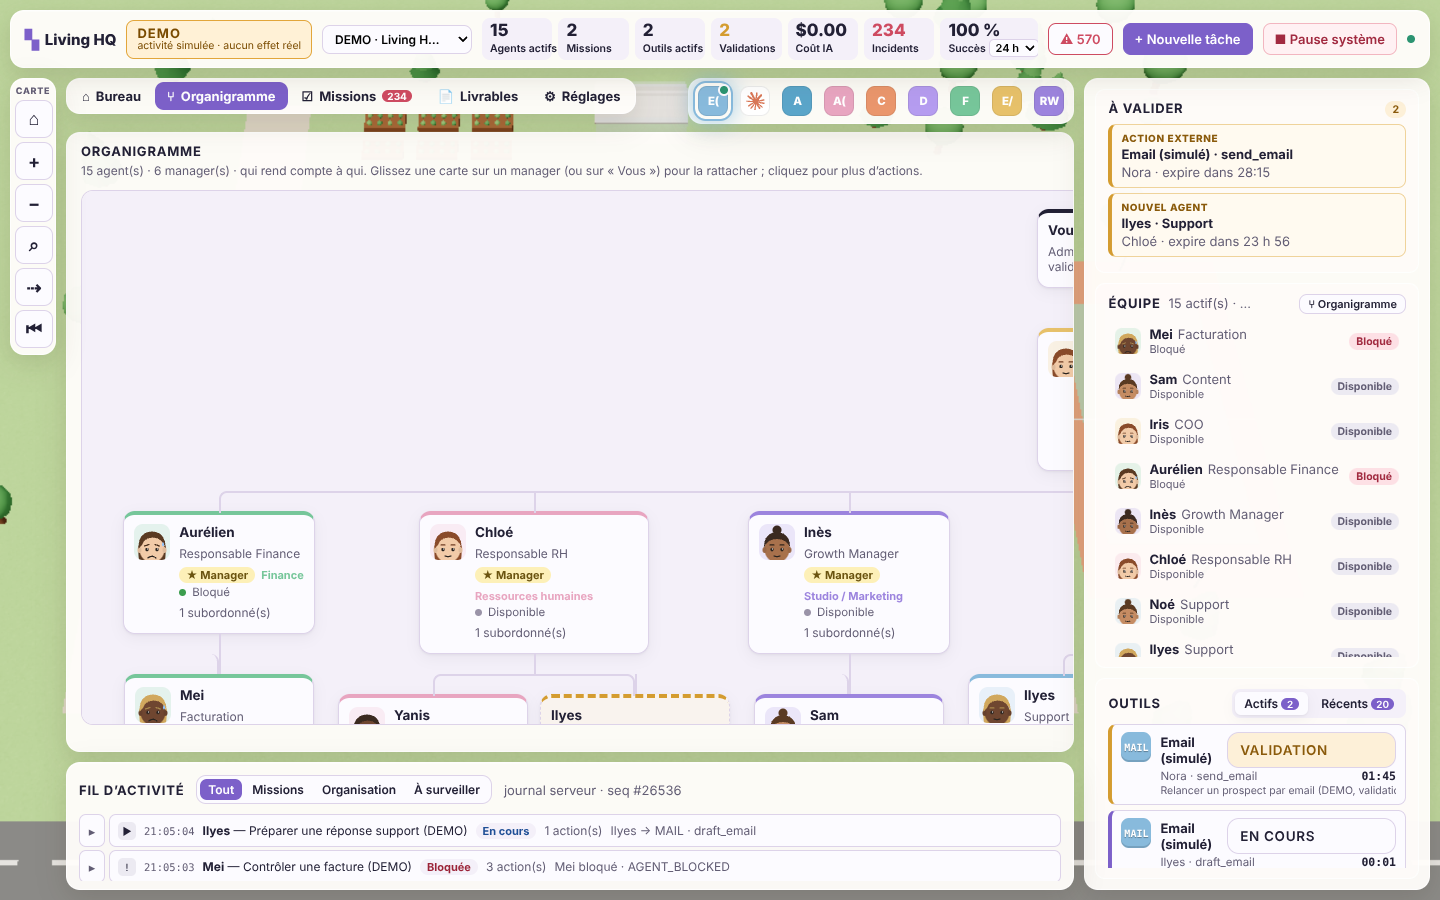 Living HQ
DEMO
activité simulée · aucun effet réel
DEMO · Living H...
15
Agents actifs
2
Missions
2
Outils actifs
2
Validations
$0.00
Coût IA
234
Incidents
100 %
Succès
24 h
⚠ 570
+ Nouvelle tâche
Pause système
CARTE
Bureau
Organigramme
Missions 234
Livrables
Réglages
E(
A
A(
C
D
F
E/
RW
ORGANIGRAMME
15 agent(s) · 6 manager(s) · qui rend compte à qui. Glissez une carte sur un manager (ou sur « Vous ») pour la rattacher ; cliquez pour plus d’actions.
Vou
Adm
valid
Aurélien
Responsable Finance
★ Manager Finance
Bloqué
1 subordonné(s)
Chloé
Responsable RH
★ Manager
Ressources humaines
Disponible
1 subordonné(s)
Inès
Growth Manager
★ Manager
Studio / Marketing
Disponible
1 subordonné(s)
Mei
Facturation
Yanis
Ilyes
Sam
Ilyes
Support
FIL D’ACTIVITÉ
Tout
Missions
Organisation
À surveiller
journal serveur · seq #26536
21:05:04 Ilyes — Préparer une réponse support (DEMO) En cours 1 action(s) Ilyes → MAIL · draft_email
! 21:05:03 Mei — Contrôler une facture (DEMO) Bloquée 3 action(s) Mei bloqué · AGENT_BLOCKED
À VALIDER
2
ACTION EXTERNE
Email (simulé) · send_email
Nora · expire dans 28:15
NOUVEL AGENT
Ilyes · Support
Chloé · expire dans 23 h 56
ÉQUIPE 15 actif(s) · ...
Organigramme
Mei Facturation
Bloqué
Bloqué
Sam Content
Disponible
Disponible
Iris COO
Disponible
Disponible
Aurélien Responsable Finance
Bloqué
Bloqué
Inès Growth Manager
Disponible
Disponible
Chloé Responsable RH
Disponible
Disponible
Noé Support
Disponible
Disponible
Ilyes Support
Disponible
OUTILS
Actifs 2
Récents 20
MAIL
Email (simulé)
VALIDATION
Nora · send_email
01:45
Relancer un prospect par email (DEMO, validatic
MAIL
Email (simulé)
EN COURS
Ilyes · draft_email
00:01